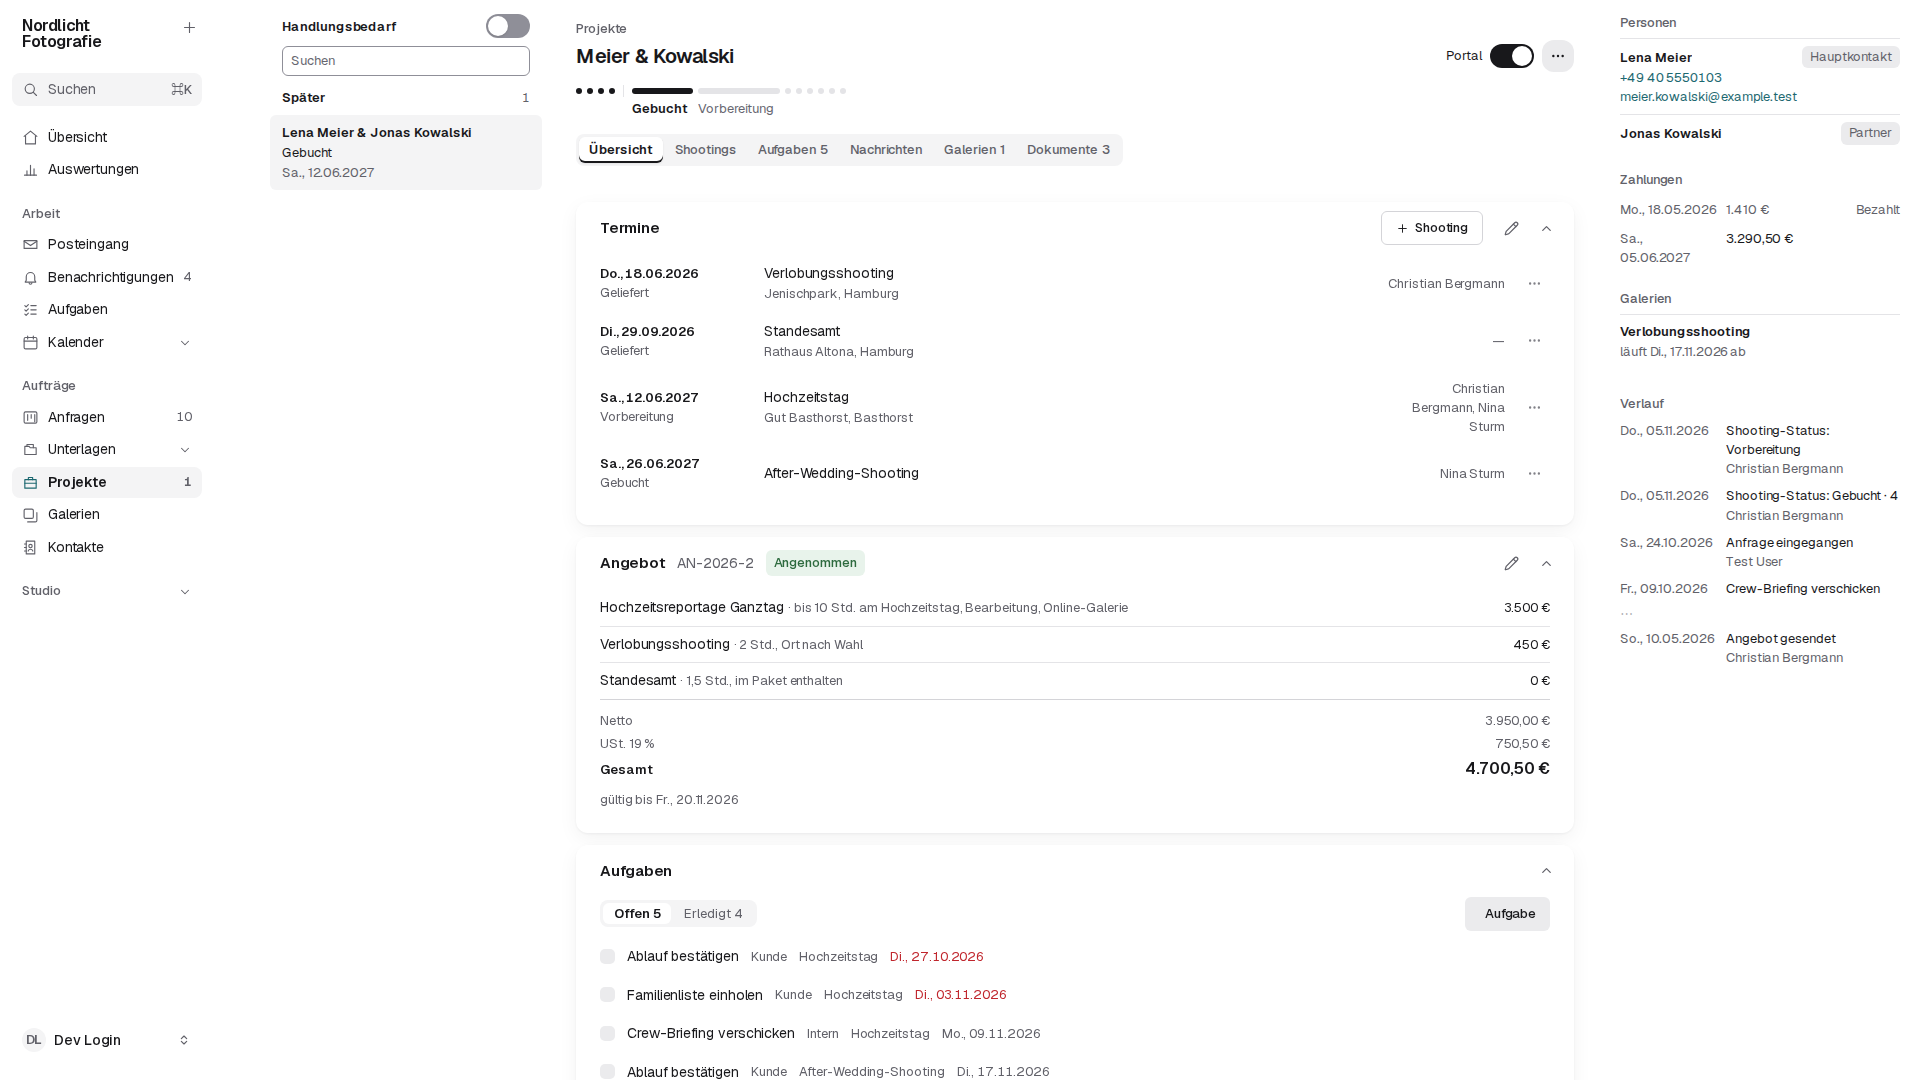 Nordlicht
Fotografie
Suchen
⌘K
Übersicht
Auswertungen
Arbeit
Posteingang
Benachrichtigungen 4
Aufgaben
Kalender
Aufträge
Anfragen 10
Unterlagen
Projekte 1
Galerien
Kontakte
Studio
DL Dev Login
Handlungsbedarf
Suchen
Später 1
Lena Meier & Jonas Kowalski
Gebucht
Sa., 12.06.2027
Projekte
Meier & Kowalski
Portal
Gebucht Vorbereitung
Übersicht Shootings Aufgaben 5 Nachrichten Galerien 1 Dokumente 3
Termine
+ Shooting
Do., 18.06.2026 Verlobungsshooting
Geliefert Jenischpark, Hamburg
Christian Bergmann
Di., 29.09.2026 Standesamt
Geliefert Rathaus Altona, Hamburg
—
Sa., 12.06.2027 Hochzeitstag
Vorbereitung Gut Basthorst, Basthorst
Christian
Bergmann, Nina
Sturm
Sa., 26.06.2027
Gebucht
After-Wedding-Shooting
Nina Sturm
Angebot AN-2026-2 Angenommen
Hochzeitsreportage Ganztag · bis 10 Std. am Hochzeitstag, Bearbeitung, Online-Galerie 3.500 €
Verlobungsshooting · 2 Std., Ort nach Wahl 450 €
Standesamt · 1,5 Std., im Paket enthalten 0 €
Netto 3.950,00 €
USt. 19 % 750,50 €
Gesamt 4.700,50 €
gültig bis Fr., 20.11.2026
Aufgaben
Offen 5 Erledigt 4
Aufgabe
Ablauf bestätigen Kunde Hochzeitstag Di., 27.10.2026
Familienliste einholen Kunde Hochzeitstag Di., 03.11.2026
Crew-Briefing verschicken Intern Hochzeitstag Mo., 09.11.2026
Ablauf bestätigen Kunde After-Wedding-Shooting Di., 17.11.2026
Personen
Lena Meier Hauptkontakt
+49 40 5550103
meier.kowalski@example.test
Jonas Kowalski Partner
Zahlungen
Mo., 18.05.2026 1.410 € Bezahlt
Sa., 3.290,50 €
05.06.2027
Galerien
Verlobungsshooting
läuft Di., 17.11.2026 ab
Verlauf
Do., 05.11.2026 Shooting-Status:
Vorbereitung
Christian Bergmann
Do., 05.11.2026 Shooting-Status: Gebucht · 4
Christian Bergmann
Sa., 24.10.2026 Anfrage eingegangen
Test User
Fr., 09.10.2026 Crew-Briefing verschicken
...
So., 10.05.2026 Angebot gesendet
Christian Bergmann